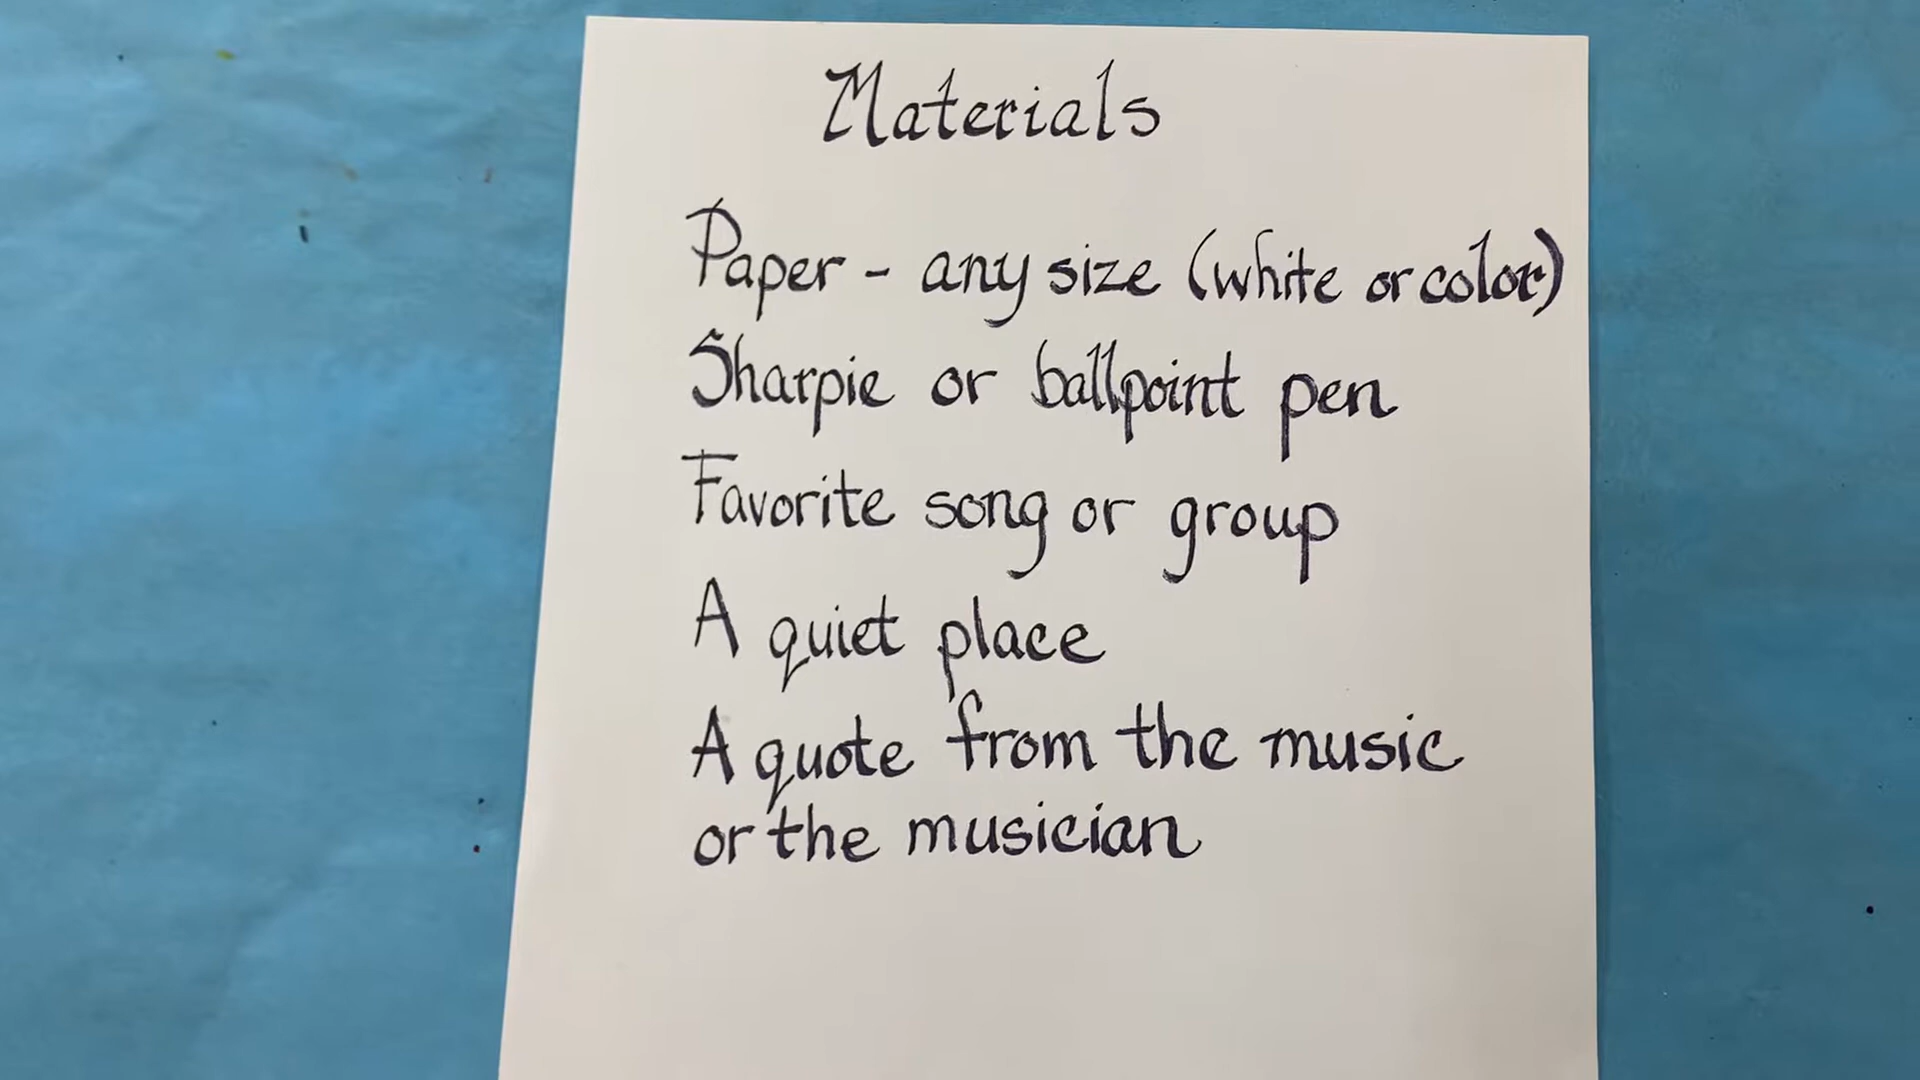 Materials
Paper - any size (white or color)
Sharpie or ballpoint pen
Favorite song or group
A quiet place
A quote from the music
or the musician